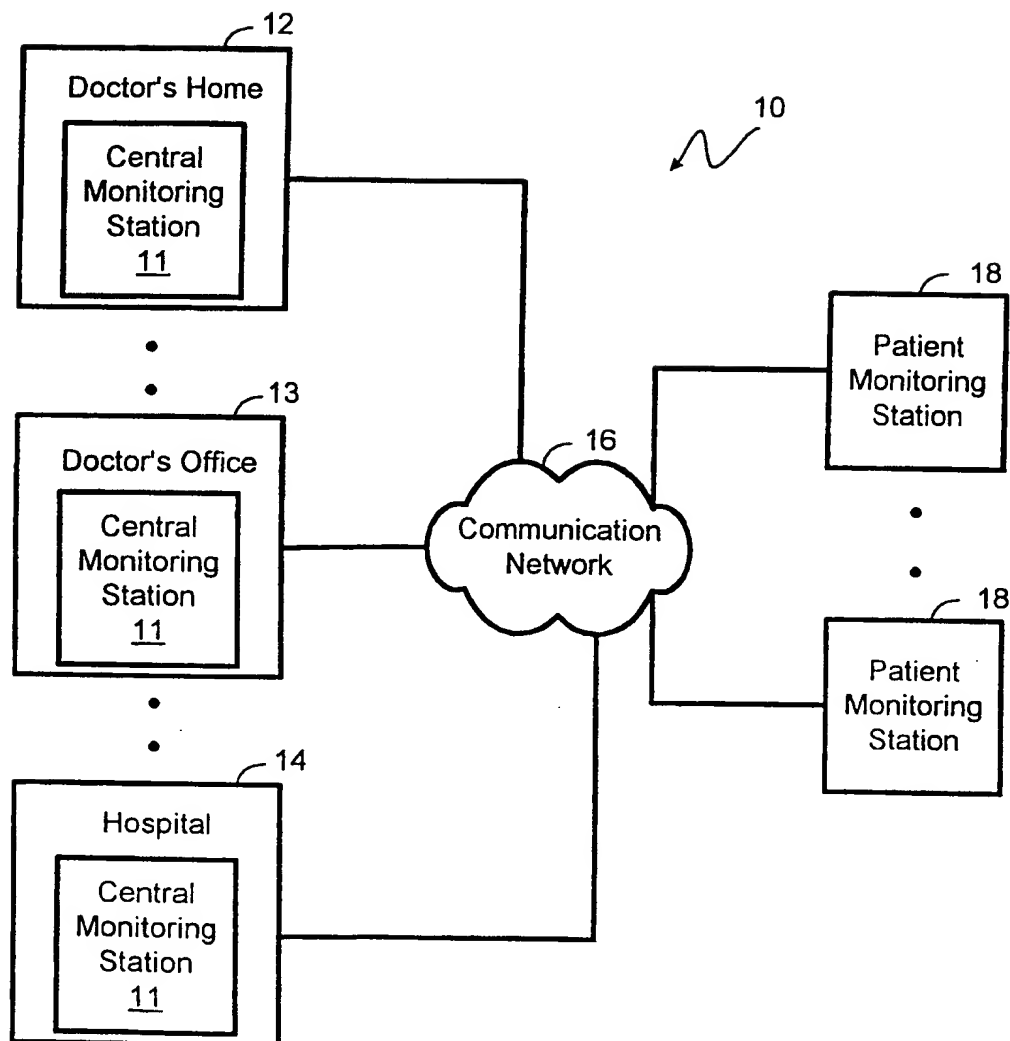 12
Doctor's Home
Central
Monitoring
Station
11
10
13
Doctor's Office
Central
Monitoring
Station
11
16
Communication
Network
18
Patient
Monitoring
Station
18
Patient
Monitoring
Station
14
Hospital
Central
Monitoring
Station
11